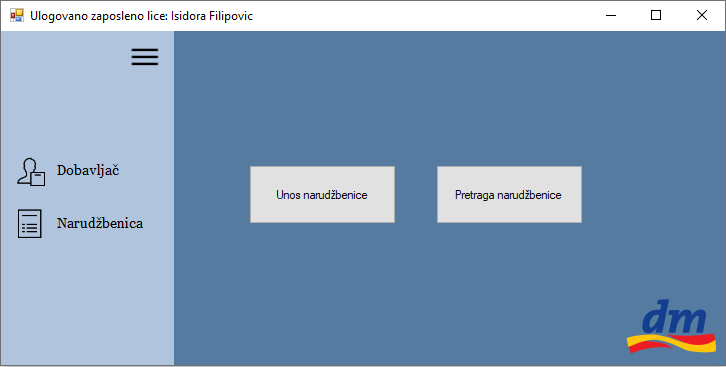 Ulogovano zaposleno lice: Isidora Filipovic
Dobavljač
Narudžbenica
Unos narudžbenice
Pretraga narudžbenice
dm